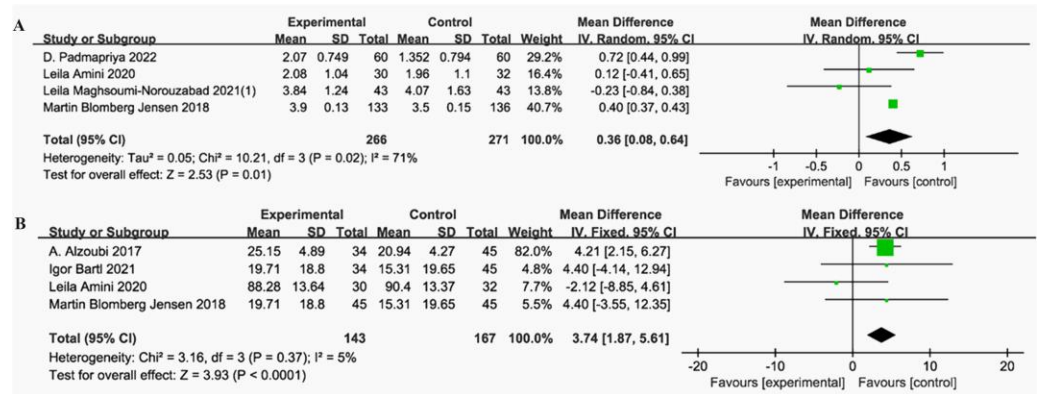 A
Experimental Control Mean Difference Mean Difference
Study or Subgroup Mean SD Total Mean SD Total Weight IV. Random. 95% CI IV. Random. 95% CI
D. Padmapriya 2022 2.07 0.749 60 1.352 0.794 60 29.2% 0.72 [0.44, 0.99]
Leila Amini 2020 2.08 1.04 30 1.96 1.1 32 16.4% 0.12 [-0.41, 0.65]
Leila Maghsoumi-Norouzabad 2021(1) 3.84 1.24 43 4.07 1.63 43 13.8% -0.23 [-0.84, 0.38]
Martin Blomberg Jensen 2018 3.9 0.13 133 3.5 0.15 136 40.7% 0.40 [0.37, 0.43]
Total (95% CI) 266 271 100.0% 0.36 [0.08, 0.64]
Heterogeneity: Tau² = 0.05; Chi² = 10.21, df = 3 (P = 0.02); I² = 71%
Test for overall effect: Z = 2.53 (P = 0.01)
-1 -0.5 0 0.5 1
Favours [experimental] Favours [control]
B
Experimental Control Mean Difference Mean Difference
Study or Subgroup Mean SD Total Mean SD Total Weight IV. Fixed. 95% CI IV. Fixed. 95% CI
A. Alzoubi 2017 25.15 4.89 34 20.94 4.27 45 82.0% 4.21 [2.15, 6.27]
Igor Bartl 2021 19.71 18.8 34 15.31 19.65 45 4.8% 4.40 [-4.14, 12.94]
Leila Amini 2020 88.28 13.64 30 90.4 13.37 32 7.7% -2.12 [-8.85, 4.61]
Martin Blomberg Jensen 2018 19.71 18.8 45 15.31 19.65 45 5.5% 4.40 [-3.55, 12.35]
Total (95% CI) 143 167 100.0% 3.74 [1.87, 5.61]
Heterogeneity: Chi² = 3.16, df = 3 (P = 0.37); I² = 5%
Test for overall effect: Z = 3.93 (P < 0.0001)
-20 -10 0 10 20
Favours [experimental] Favours [control]